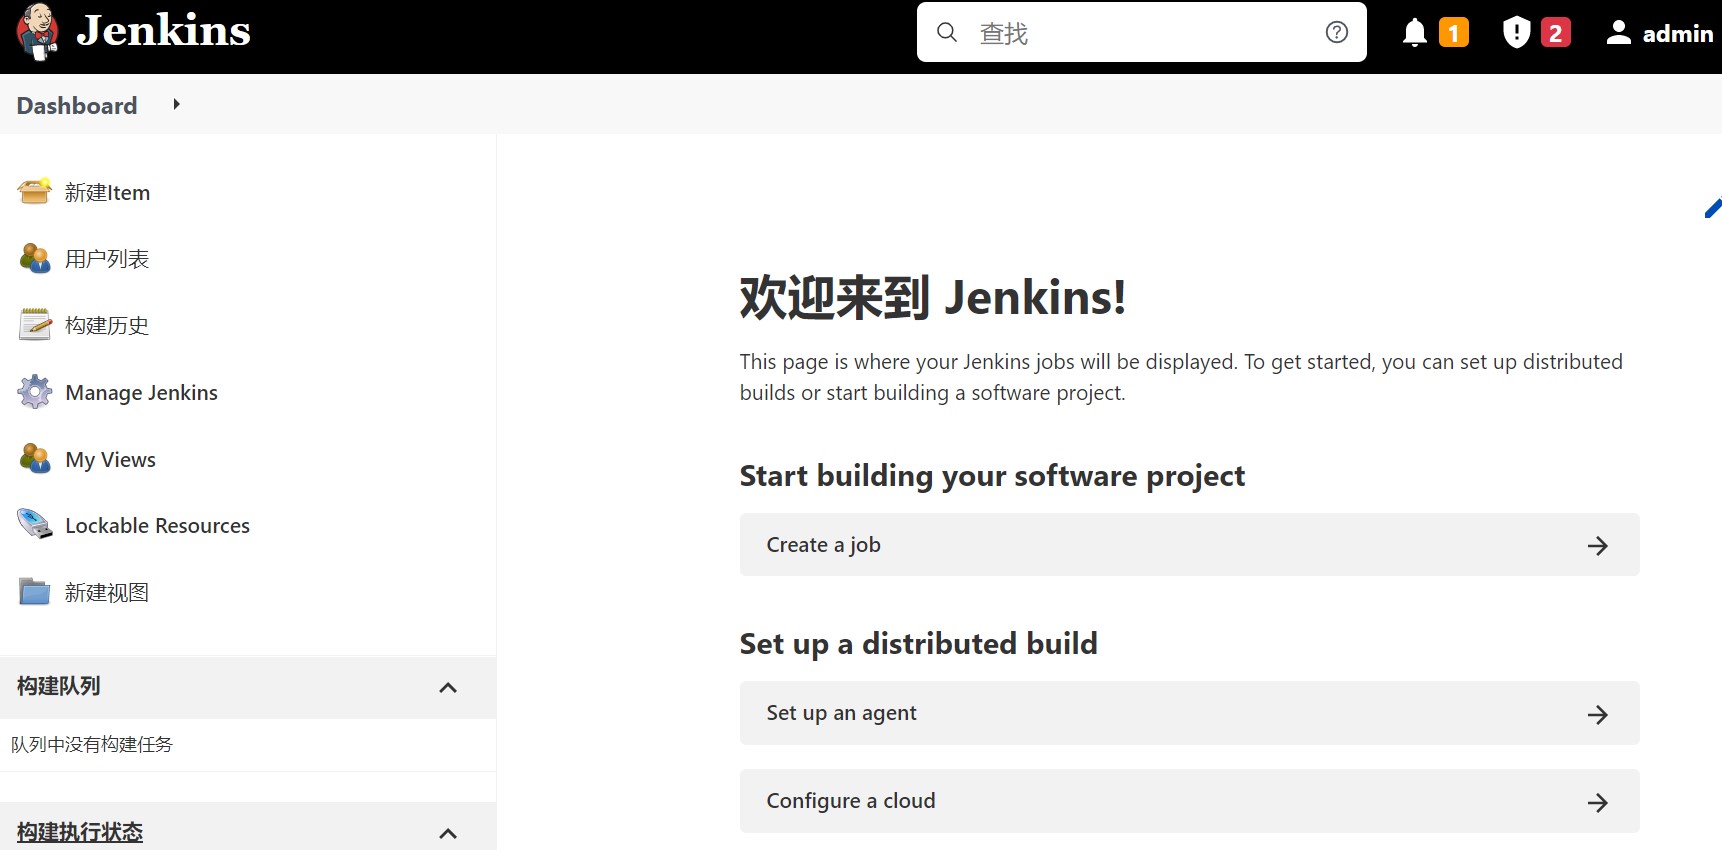 Jenkins
查找
1
2
admin
Dashboard
新建Item
用户列表
构建历史
Manage Jenkins
My Views
Lockable Resources
新建视图
构建队列
队列中没有构建任务
构建执行状态
欢迎来到 Jenkins!
This page is where your Jenkins jobs will be displayed. To get started, you can set up distributed
builds or start building a software project.
Start building your software project
Create a job
Set up a distributed build
Set up an agent
Configure a cloud